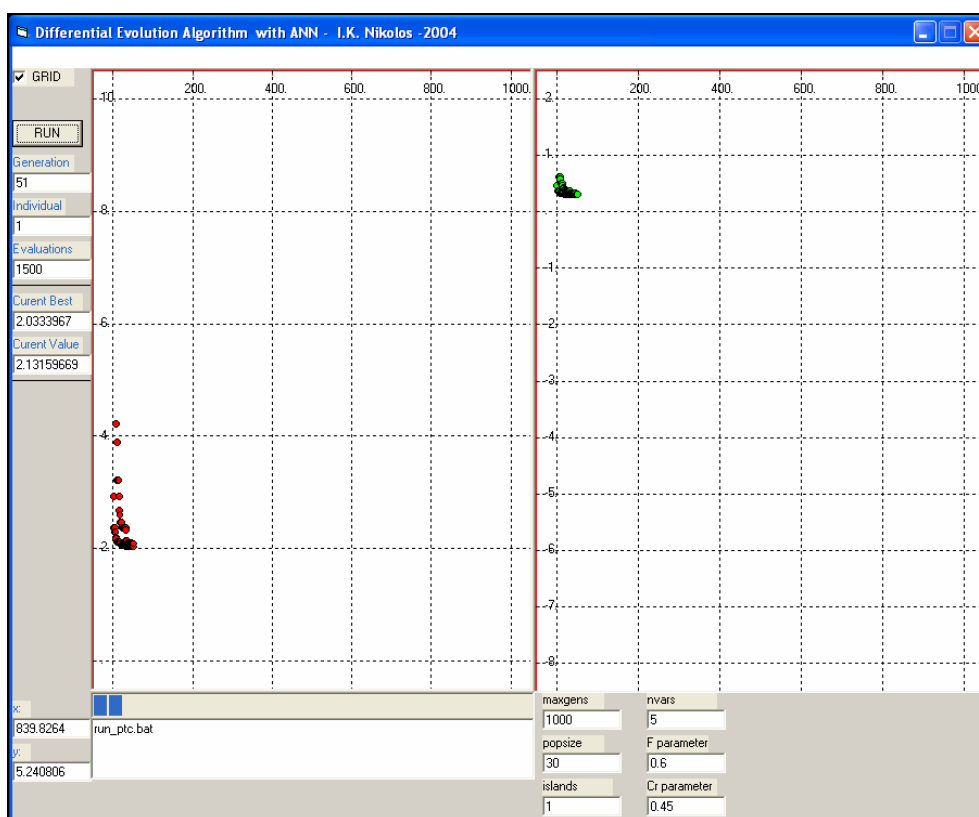 Differential Evolution Algorithm with ANN - I.K. Nikolos -2004
GRID
RUN
Generation
51
Individual
1
Evaluations
1500
Curent Best
2.0333967
Curent Value
2.13159669
x:
839.8264
y:
5.240806
200. 400. 600. 800. 1000.
10.
8.
6.
4.
2.
200. 400. 600. 800. 1000
2.
1.
-1.
-2.
-3.
-4.
-5.
-6.
-7.
-8.
run_ptc.bat
maxgens
1000
nvars
5
popsize
30
F parameter
0.6
islands
1
Cr parameter
0.45